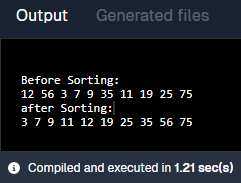 Output Generated files
Before Sorting:
12 56 3 7 9 35 11 19 25 75
after Sorting:
3 7 9 11 12 19 25 35 56 75
Compiled and executed in 1.21 sec(s)